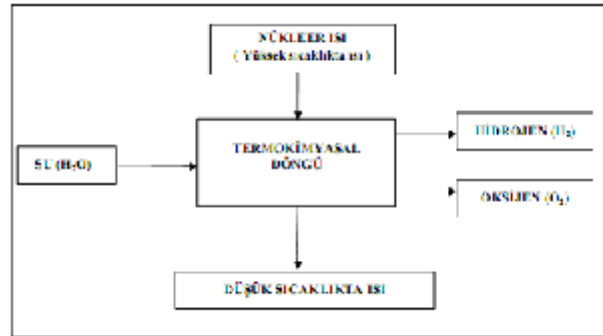 NÜKLEER ISI
( Yüksek sıcaklıkta ısı )
SU (H₂O)
TERMOKİMYASAL
DÖNGÜ
HİDROJEN (H₂)
OKSİJEN (O₂)
DÜŞÜK SICAKLIKTA ISI